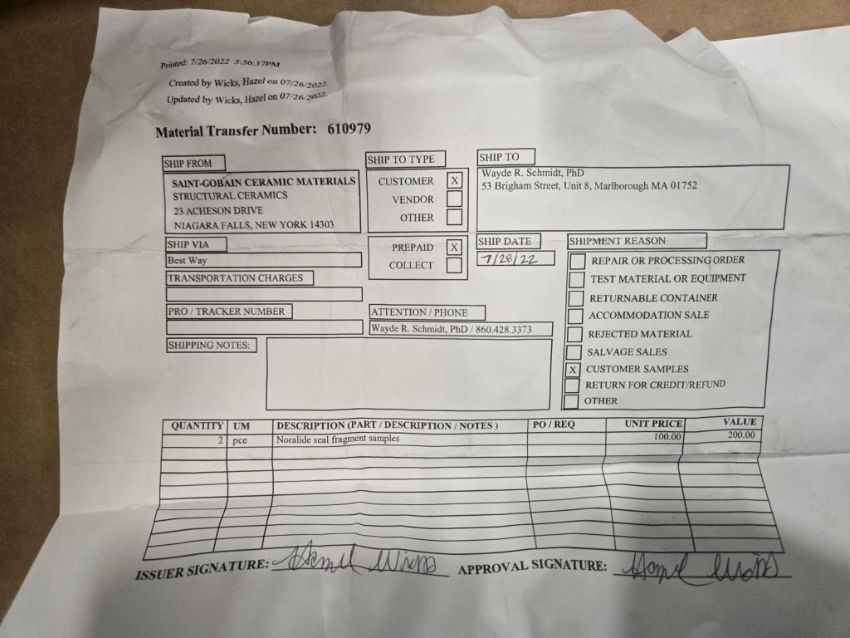 Printed: 7/26/2022 3:56:37PM
Created by Wicks, Hazel on 07/26/2022.
Updated by Wicks, Hazel on 07/26/2022.
Material Transfer Number: 610979
SHIP FROM
SAINT-GOBAIN CERAMIC MATERIALS
STRUCTURAL CERAMICS
23 ACHESON DRIVE
NIAGARA FALLS, NEW YORK 14303
SHIP TO TYPE
CUSTOMER X
VENDOR
OTHER
SHIP TO
Wayde R. Schmidt, PhD
53 Brigham Street, Unit 8, Marlborough MA 01752
SHIP VIA
Best Way
PREPAID X
COLLECT
SHIP DATE
7/28/22
TRANSPORTATION CHARGES
PRO / TRACKER NUMBER
ATTENTION / PHONE
Wayde R. Schmidt, PhD / 860.428.3373
SHIPMENT REASON
REPAIR OR PROCESSING ORDER
TEST MATERIAL OR EQUIPMENT
RETURNABLE CONTAINER
ACCOMMODATION SALE
REJECTED MATERIAL
SALVAGE SALES
X CUSTOMER SAMPLES
RETURN FOR CREDIT/REFUND
OTHER
SHIPPING NOTES:
QUANTITY UM DESCRIPTION (PART / DESCRIPTION / NOTES ) PO / REQ UNIT PRICE VALUE
2 pce Noralide seal fragment samples 100.00 200.00
ISSUER SIGNATURE: APPROVAL SIGNATURE: